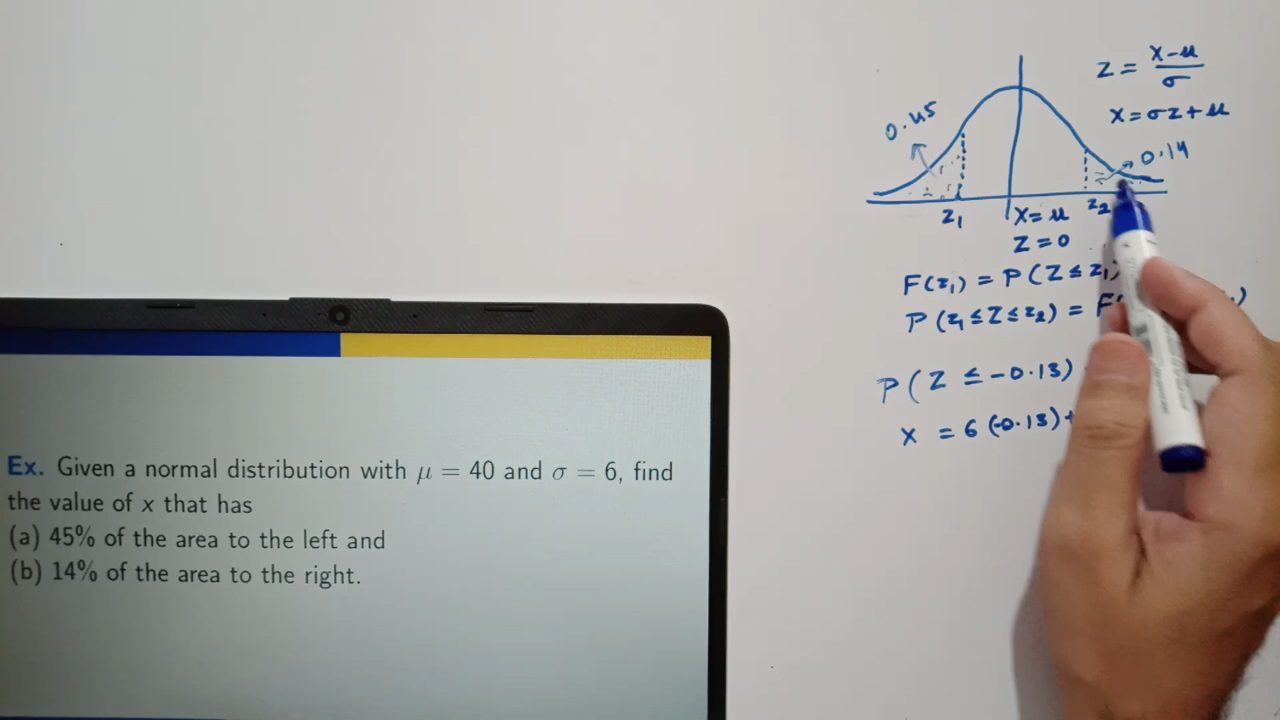 Ex. Given a normal distribution with μ = 40 and σ = 6, find
the value of x that has
(a) 45% of the area to the left and
(b) 14% of the area to the right.
Z = X-μ / σ
X = σZ + μ
0.45
0.14
z₁
X = μ
z₂
Z = 0
F(z₁) = P(Z ≤ z₁)
P(z₁ ≤ Z ≤ z₂) = F(
P(Z ≤ -0.13)
x = 6(-0.13)+